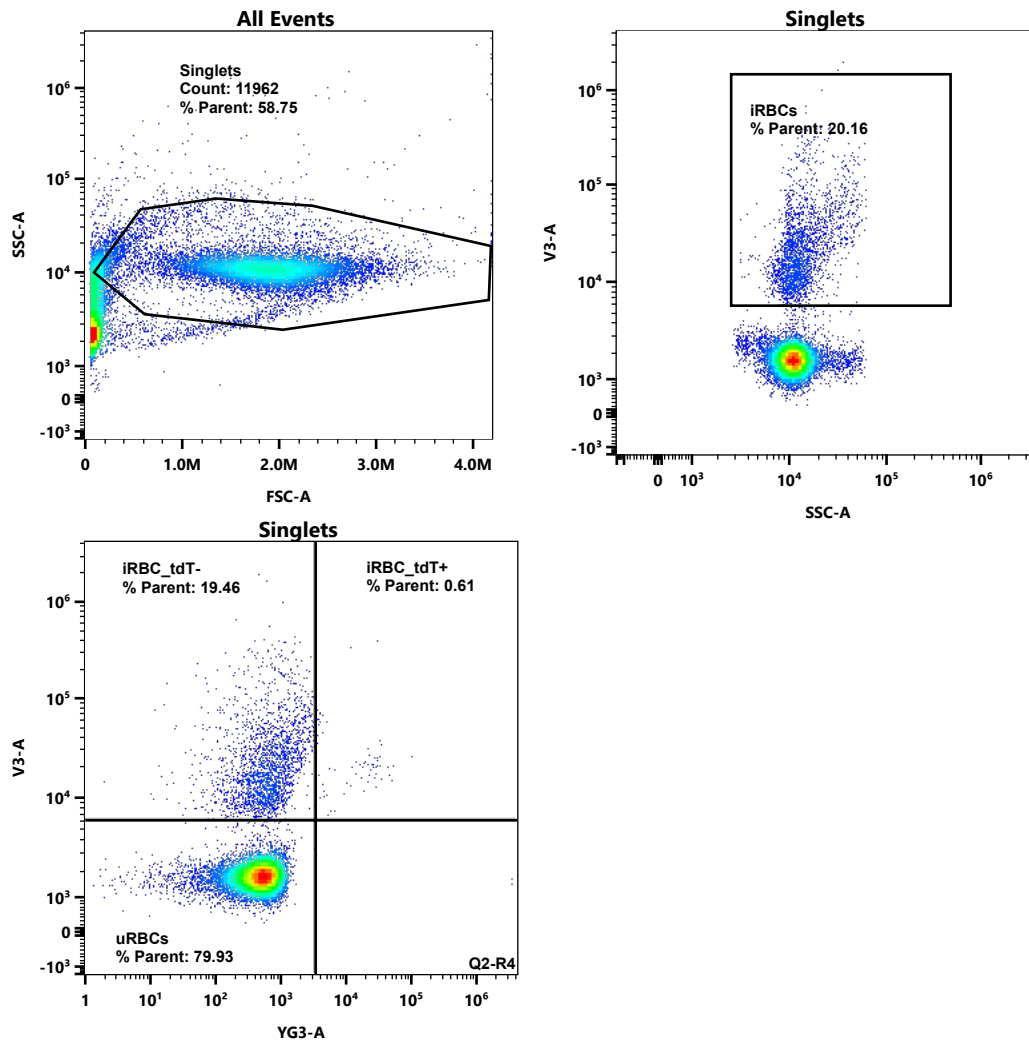 All Events
Singlets
Count: 11962
% Parent: 58.75
10⁶
10⁵
10⁴
10³
0
-10³
SSC-A
0
1.0M
2.0M
3.0M
4.0M
FSC-A
Singlets
iRBCs
% Parent: 20.16
10⁶
10⁵
10⁴
10³
0
-10³
V3-A
0
10³
10⁴
10⁵
10⁶
SSC-A
Singlets
iRBC_tdT-
% Parent: 19.46
iRBC_tdT+
% Parent: 0.61
10⁶
10⁵
10⁴
10³
0
-10³
V3-A
uRBCs
% Parent: 79.93
Q2-R4
1
10¹
10²
10³
10⁴
10⁵
10⁶
YG3-A